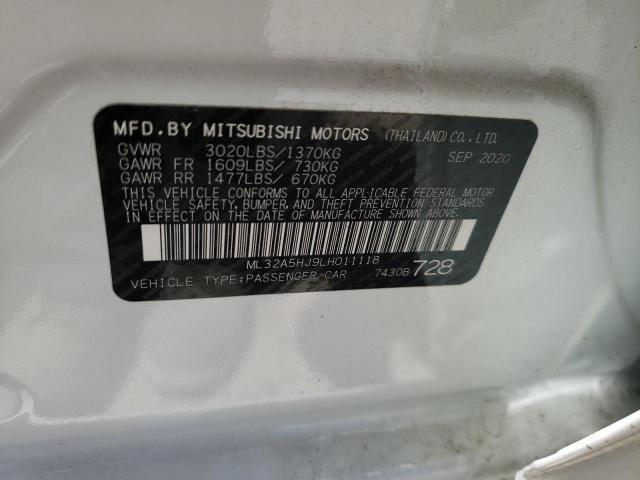 MFD.BY MITSUBISHI MOTORS (THAILAND) CO., LTD.
GVWR 3020LBS/1370KG SEP 2020
GAWR FR 1609LBS/ 730KG
GAWR RR 1477LBS/ 670KG
THIS VEHICLE CONFORMS TO ALL APPLICABLE FEDERAL MOTOR
VEHICLE SAFETY, BUMPER, AND THEFT PREVENTION STANDARDS
IN EFFECT ON THE DATE OF MANUFACTURE SHOWN ABOVE.
ML32A5HJ9LH011118
VEHICLE TYPE:PASSENGER CAR 7430B 728